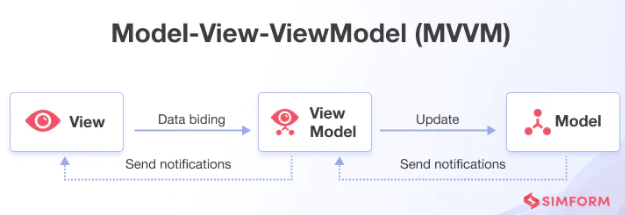 Model-View-ViewModel (MVVM)
View
Data biding
View
Model
Update
Model
Send notifications
Send notifications
SIMFORM